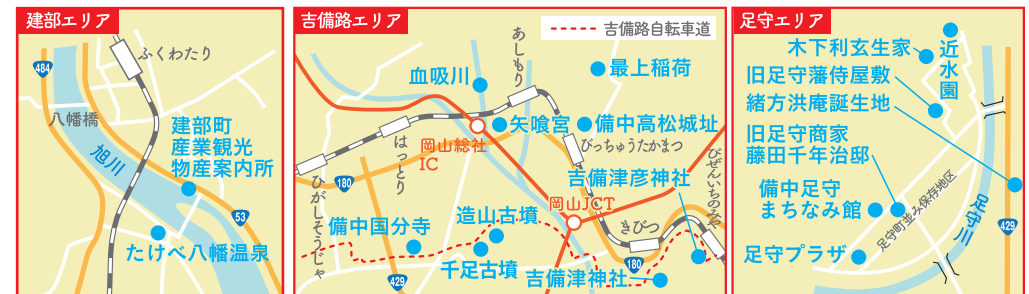 建部エリア
484
ふくわたり
八幡橋
旭川
建部町
産業観光
物産案内所
53
たけべ八幡温泉
吉備路エリア
吉備路自転車道
あしもり
血吸川
最上稲荷
矢喰宮
備中高松城址
岡山総社
IC
はっとり
びっちゅうたかまつ
びぜんいちのみや
ひがしそうじゃ
180
吉備津彦神社
岡山JCT
造山古墳
備中国分寺
きびつ
千足古墳
180
429
吉備津神社
足守エリア
木下利玄生家
近水園
旧足守藩侍屋敷
緒方洪庵誕生地
旧足守商家
藤田千年治邸
備中足守
まちなみ館
足守町並み保存地区
足守川
429
足守プラザ